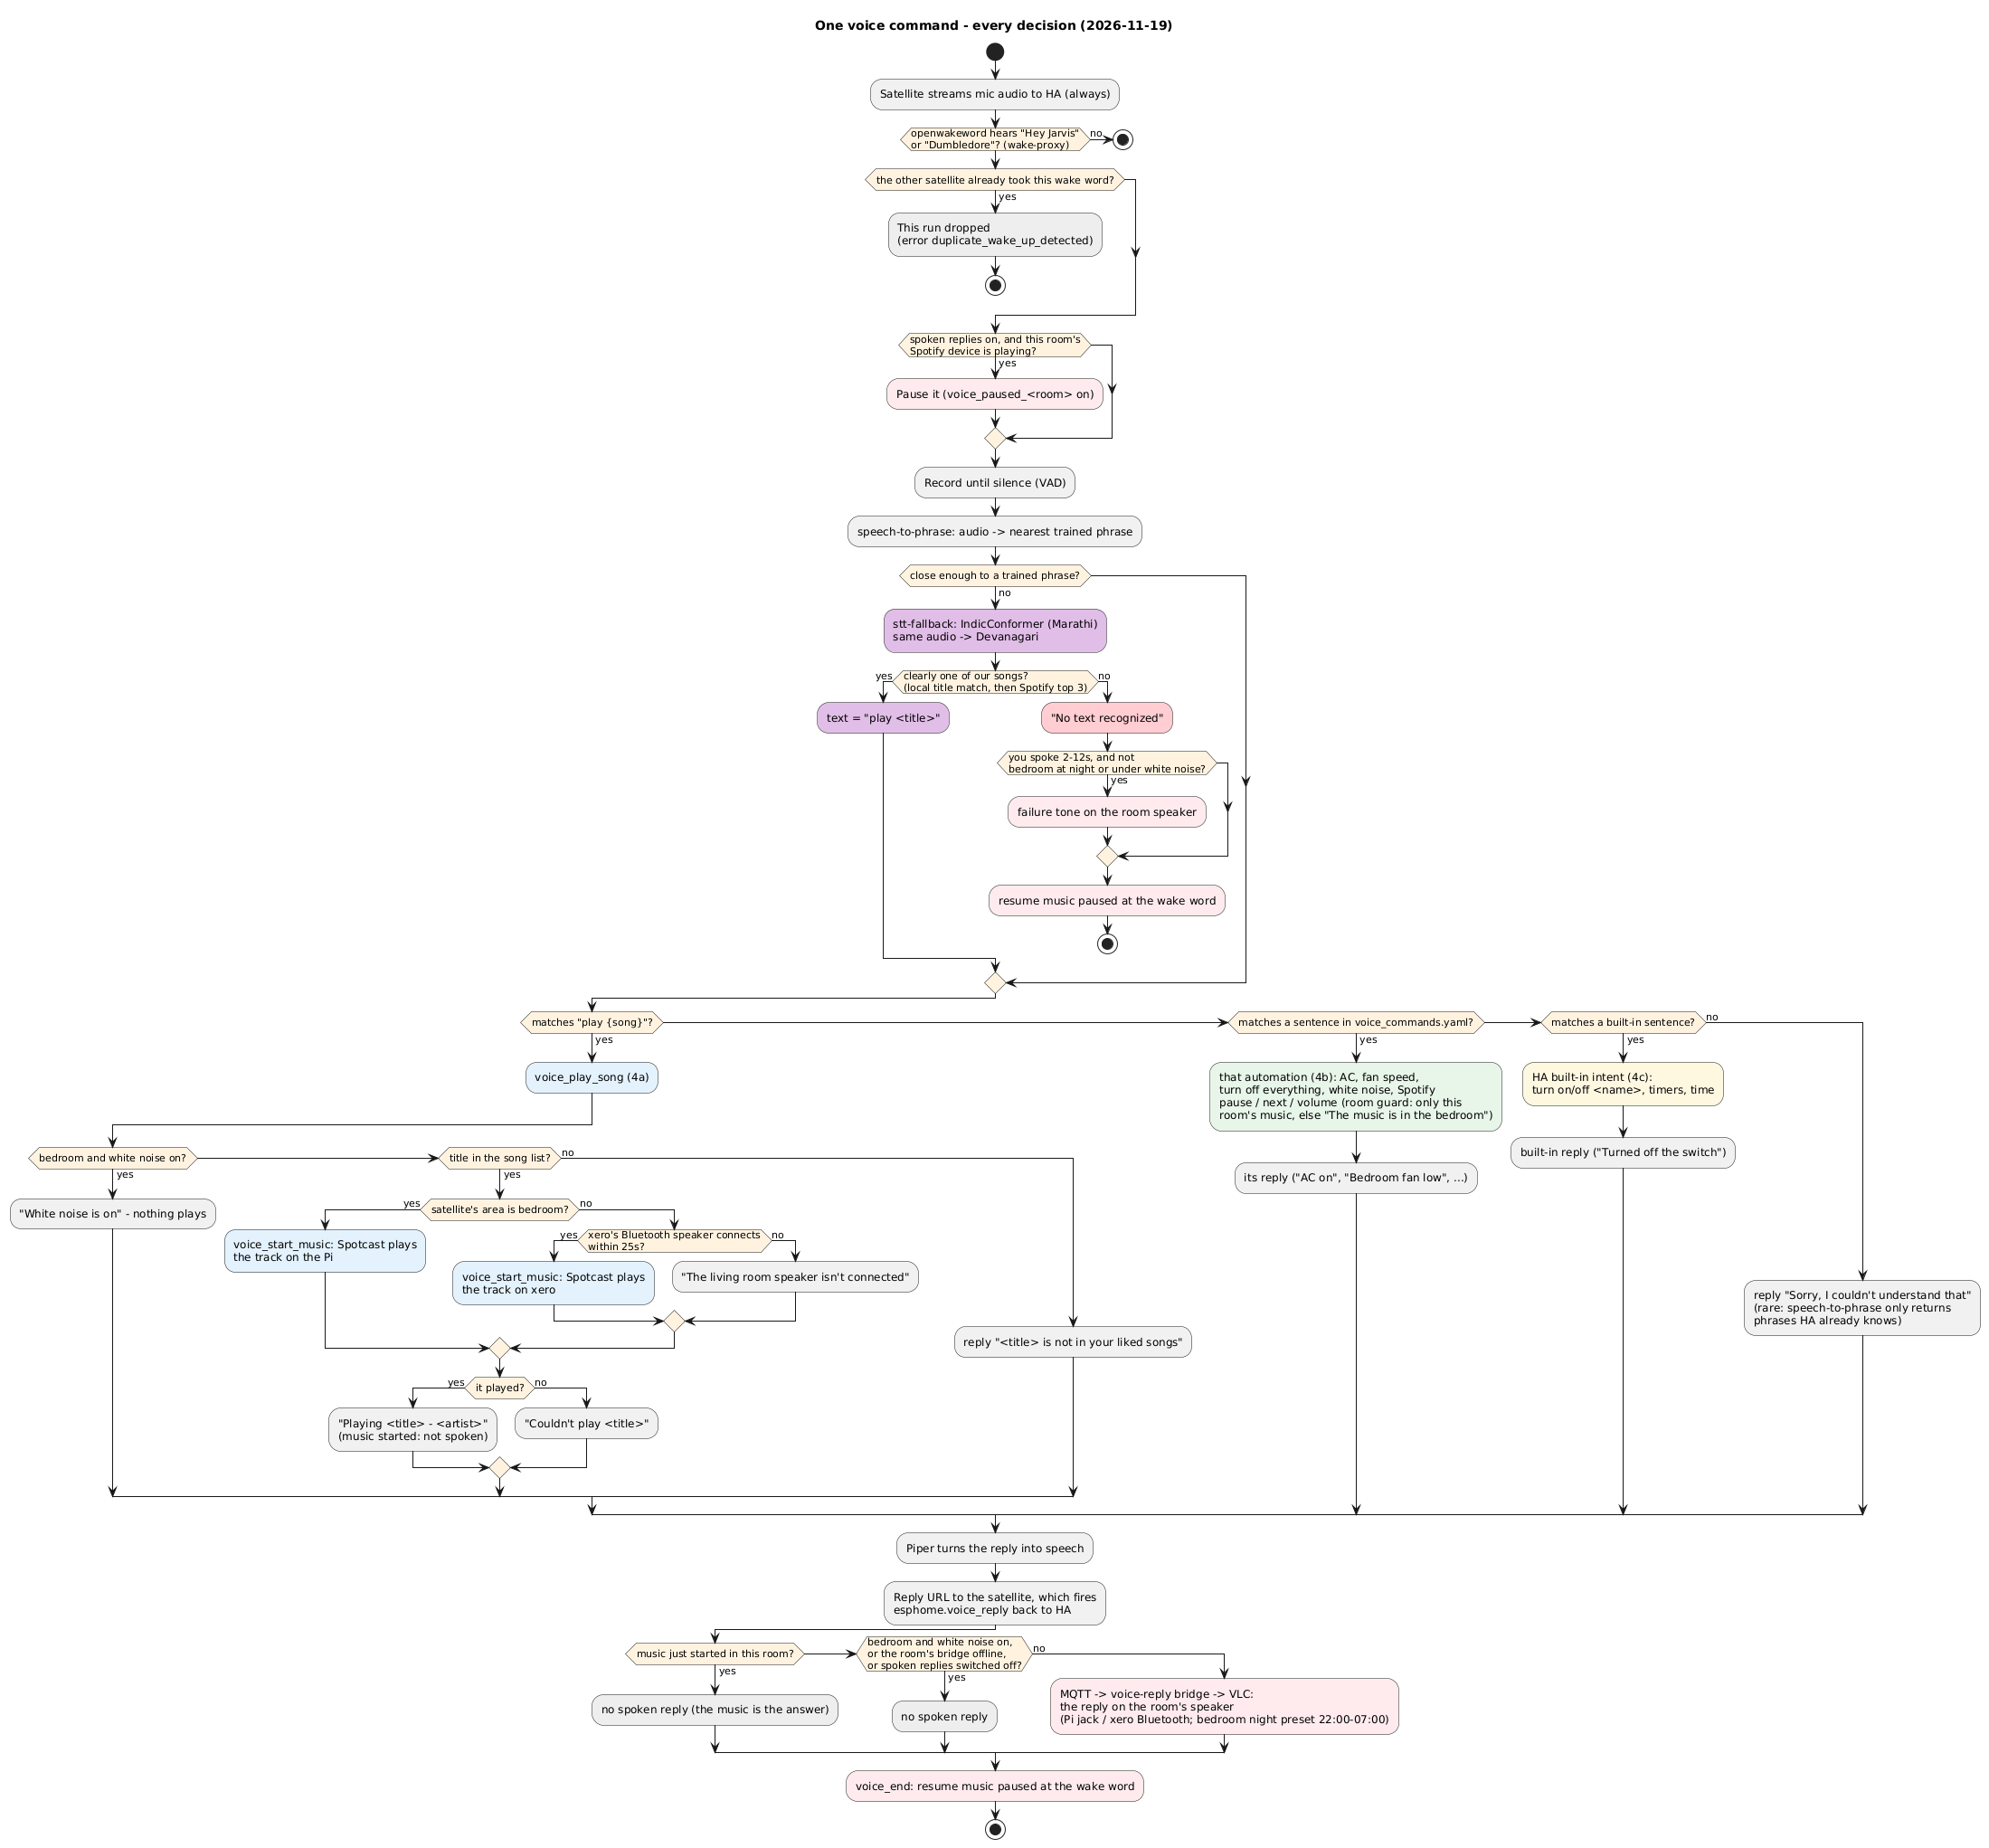 One voice command - every decision (2026-11-19)
Satellite streams mic audio to HA (always)
openwakeword hears "Hey Jarvis"
or "Dumbledore"? (wake-proxy)
no
the other satellite already took this wake word?
yes
This run dropped
(error duplicate_wake_up_detected)
spoken replies on, and this room's
Spotify device is playing?
yes
Pause it (voice_paused_<room> on)
Record until silence (VAD)
speech-to-phrase: audio -> nearest trained phrase
close enough to a trained phrase?
no
stt-fallback: IndicConformer (Marathi)
same audio -> Devanagari
yes
clearly one of our songs?
(local title match, then Spotify top 3)
no
text = "play <title>"
"No text recognized"
you spoke 2-12s, and not
bedroom at night or under white noise?
yes
failure tone on the room speaker
resume music paused at the wake word
matches "play {song}"?
yes
matches a sentence in voice_commands.yaml?
yes
matches a built-in sentence?
no
yes
voice_play_song (4a)
that automation (4b): AC, fan speed,
turn off everything, white noise, Spotify
pause / next / volume (room guard: only this
room's music, else "The music is in the bedroom")
HA built-in intent (4c):
turn on/off <name>, timers, time
built-in reply ("Turned off the switch")
its reply ("AC on", "Bedroom fan low", ...)
bedroom and white noise on?
yes
title in the song list?
no
yes
"White noise is on" - nothing plays
yes
satellite's area is bedroom?
no
voice_start_music: Spotcast plays
the track on the Pi
yes
xero's Bluetooth speaker connects
within 25s?
no
voice_start_music: Spotcast plays
the track on xero
"The living room speaker isn't connected"
reply "<title> is not in your liked songs"
reply "Sorry, I couldn't understand that"
(rare: speech-to-phrase only returns
phrases HA already knows)
yes
it played?
no
"Playing <title> - <artist>"
(music started: not spoken)
"Couldn't play <title>"
Piper turns the reply into speech
Reply URL to the satellite, which fires
esphome.voice_reply back to HA
music just started in this room?
yes
bedroom and white noise on,
or the room's bridge offline,
or spoken replies switched off?
no
yes
no spoken reply (the music is the answer)
no spoken reply
MQTT -> voice-reply bridge -> VLC:
the reply on the room's speaker
(Pi jack / xero Bluetooth; bedroom night preset 22:00-07:00)
voice_end: resume music paused at the wake word